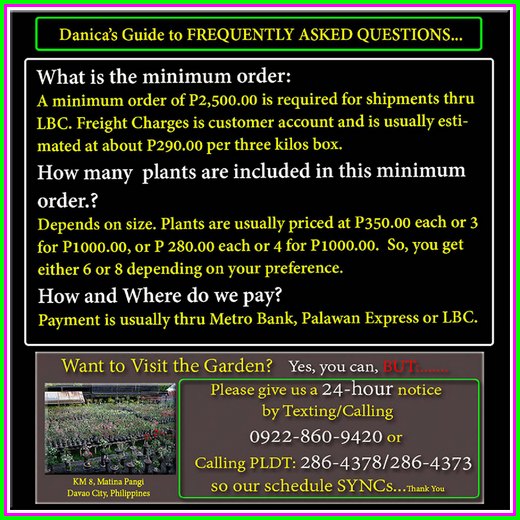 Danica's Guide to FREQUENTLY ASKED QUESTIONS...
What is the minimum order:
A minimum order of P2,500.00 is required for shipments thru
LBC. Freight Charges is customer account and is usually esti-
mated at about P290.00 per three kilos box.
How many plants are included in this minimum
order.?
Depends on size. Plants are usually priced at P350.00 each or 3
for P1000.00, or P 280.00 each or 4 for P1000.00. So, you get
either 6 or 8 depending on your preference.
How and Where do we pay?
Payment is usually thru Metro Bank, Palawan Express or LBC.
Want to Visit the Garden? Yes, you can, BUT........
Please give us a 24-hour notice
by Texting/Calling
0922-860-9420 or
Calling PLDT: 286-4378/286-4373
so our schedule SYNCs...Thank You
KM 8, Matina Pangi
Davao City, Philippines